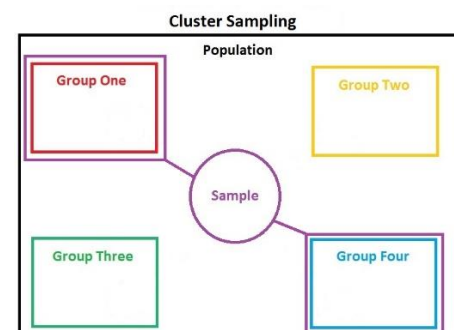 Cluster Sampling
Population
Group One
Group Two
Sample
Group Three
Group Four